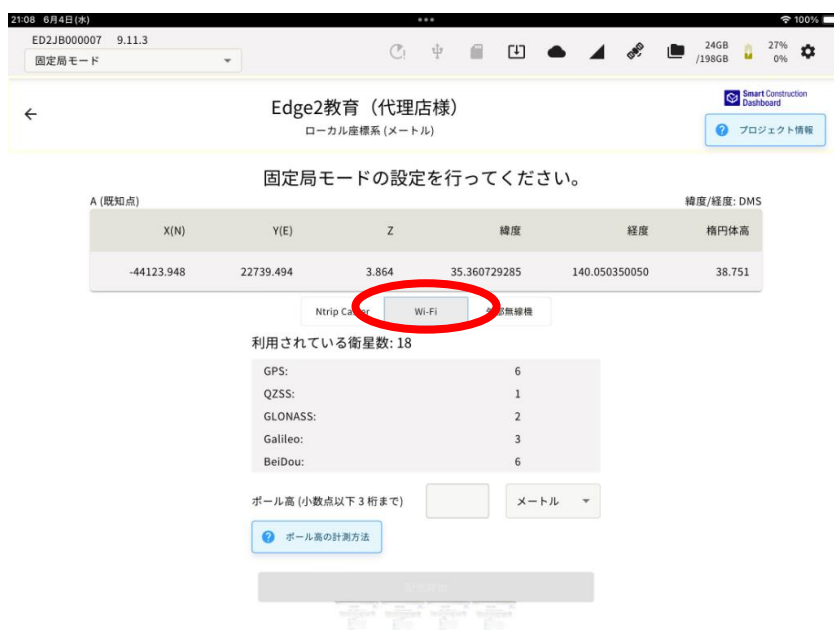 21:08 6月4日(水)
100%
ED2JB000007 9.11.3
固定局モード
24GB
/198GB
27%
0%
Edge2教育（代理店様）
ローカル座標系 (メートル)
Smart Construction
Dashboard
プロジェクト情報
固定局モードの設定を行ってください。
A (既知点)
緯度/経度: DMS
X(N) Y(E) Z 緯度 経度 楕円体高
-44123.948 22739.494 3.864 35.360729285 140.050350050 38.751
Ntrip Caster Wi-Fi 外部無線機
利用されている衛星数: 18
GPS: 6
QZSS: 1
GLONASS: 2
Galileo: 3
BeiDou: 6
ポール高 (小数点以下 3 桁まで)
メートル
ポール高の計測方法